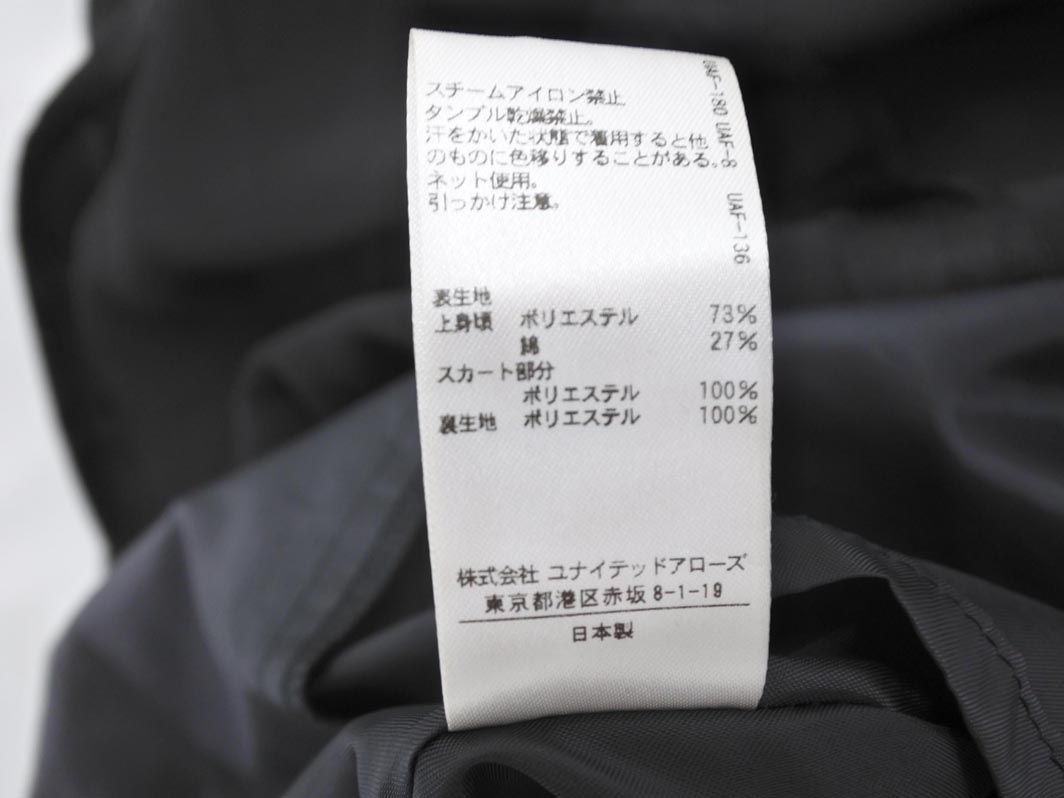 スチームアイロン禁止
タンブル乾燥禁止。
汗をかいた状態で着用すると他
のものに色移りすることがある。
ネット使用。
引っかけ注意。
UAF-180 UAF-8 UAF-136
表生地
上身頃 ポリエステル 73%
綿 27%
スカート部分
ポリエステル 100%
裏生地 ポリエステル 100%
株式会社 ユナイテッドアローズ
東京都港区赤坂8-1-19
日本製